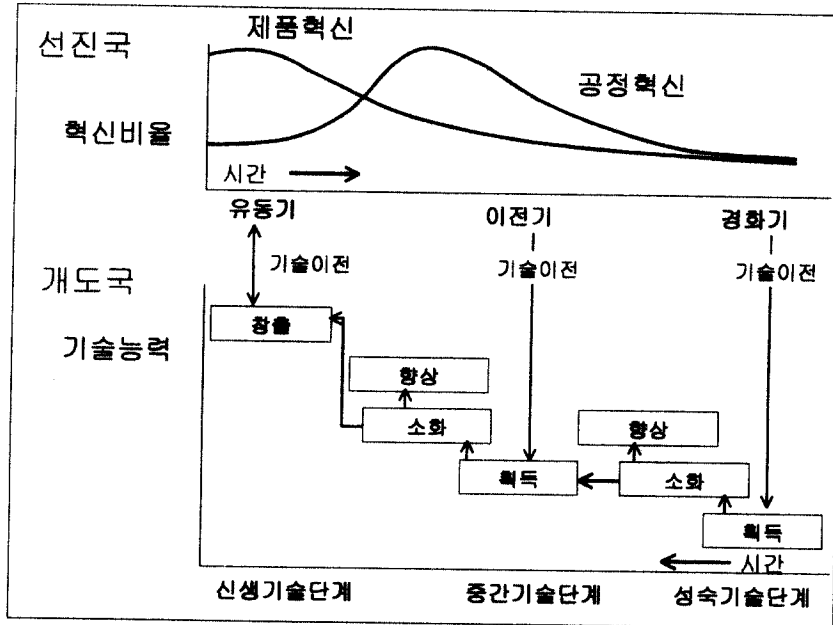 제품혁신
선진국
공정혁신
혁신비율
시간
유동기 이전기 경화기
기술이전 기술이전 기술이전
개도국
창출
기술능력
향상
소화 향상
획득 소화
획득
시간
신생기술단계 중간기술단계 성숙기술단계